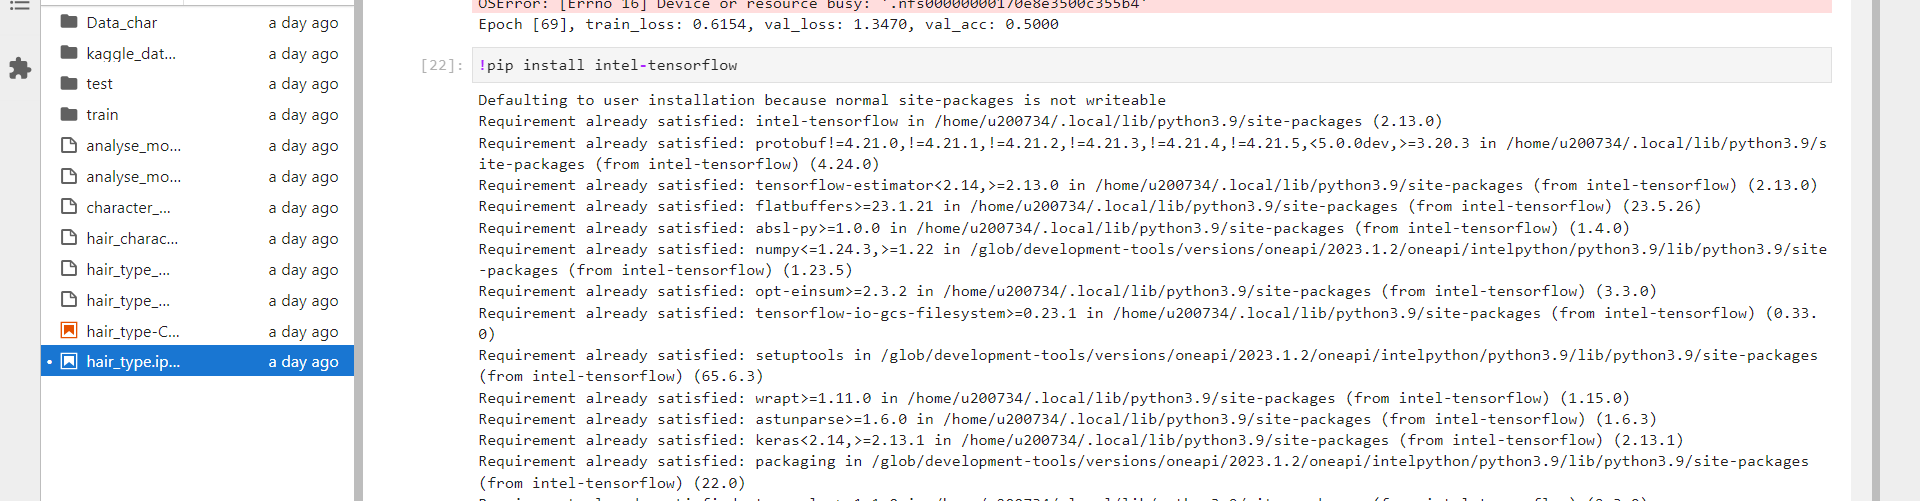 Data_char a day ago
kaggle_dat... a day ago
test a day ago
train a day ago
analyse_mo... a day ago
analyse_mo... a day ago
character_... a day ago
hair_charac... a day ago
hair_type_... a day ago
hair_type_... a day ago
hair_type-C... a day ago
• hair_type.ip... a day ago
OSError: [Errno 16] Device or resource busy: '.nfs00000000170e8e3500c355b4'
Epoch [69], train_loss: 0.6154, val_loss: 1.3470, val_acc: 0.5000
[22]: !pip install intel-tensorflow
Defaulting to user installation because normal site-packages is not writeable
Requirement already satisfied: intel-tensorflow in /home/u200734/.local/lib/python3.9/site-packages (2.13.0)
Requirement already satisfied: protobuf!=4.21.0,!=4.21.1,!=4.21.2,!=4.21.3,!=4.21.4,!=4.21.5,<5.0.0dev,>=3.20.3 in /home/u200734/.local/lib/python3.9/s
ite-packages (from intel-tensorflow) (4.24.0)
Requirement already satisfied: tensorflow-estimator<2.14,>=2.13.0 in /home/u200734/.local/lib/python3.9/site-packages (from intel-tensorflow) (2.13.0)
Requirement already satisfied: flatbuffers>=23.1.21 in /home/u200734/.local/lib/python3.9/site-packages (from intel-tensorflow) (23.5.26)
Requirement already satisfied: absl-py>=1.0.0 in /home/u200734/.local/lib/python3.9/site-packages (from intel-tensorflow) (1.4.0)
Requirement already satisfied: numpy<=1.24.3,>=1.22 in /glob/development-tools/versions/oneapi/2023.1.2/oneapi/intelpython/python3.9/lib/python3.9/site
-packages (from intel-tensorflow) (1.23.5)
Requirement already satisfied: opt-einsum>=2.3.2 in /home/u200734/.local/lib/python3.9/site-packages (from intel-tensorflow) (3.3.0)
Requirement already satisfied: tensorflow-io-gcs-filesystem>=0.23.1 in /home/u200734/.local/lib/python3.9/site-packages (from intel-tensorflow) (0.33.
0)
Requirement already satisfied: setuptools in /glob/development-tools/versions/oneapi/2023.1.2/oneapi/intelpython/python3.9/lib/python3.9/site-packages
(from intel-tensorflow) (65.6.3)
Requirement already satisfied: wrapt>=1.11.0 in /home/u200734/.local/lib/python3.9/site-packages (from intel-tensorflow) (1.15.0)
Requirement already satisfied: astunparse>=1.6.0 in /home/u200734/.local/lib/python3.9/site-packages (from intel-tensorflow) (1.6.3)
Requirement already satisfied: keras<2.14,>=2.13.1 in /home/u200734/.local/lib/python3.9/site-packages (from intel-tensorflow) (2.13.1)
Requirement already satisfied: packaging in /glob/development-tools/versions/oneapi/2023.1.2/oneapi/intelpython/python3.9/lib/python3.9/site-packages
(from intel-tensorflow) (22.0)